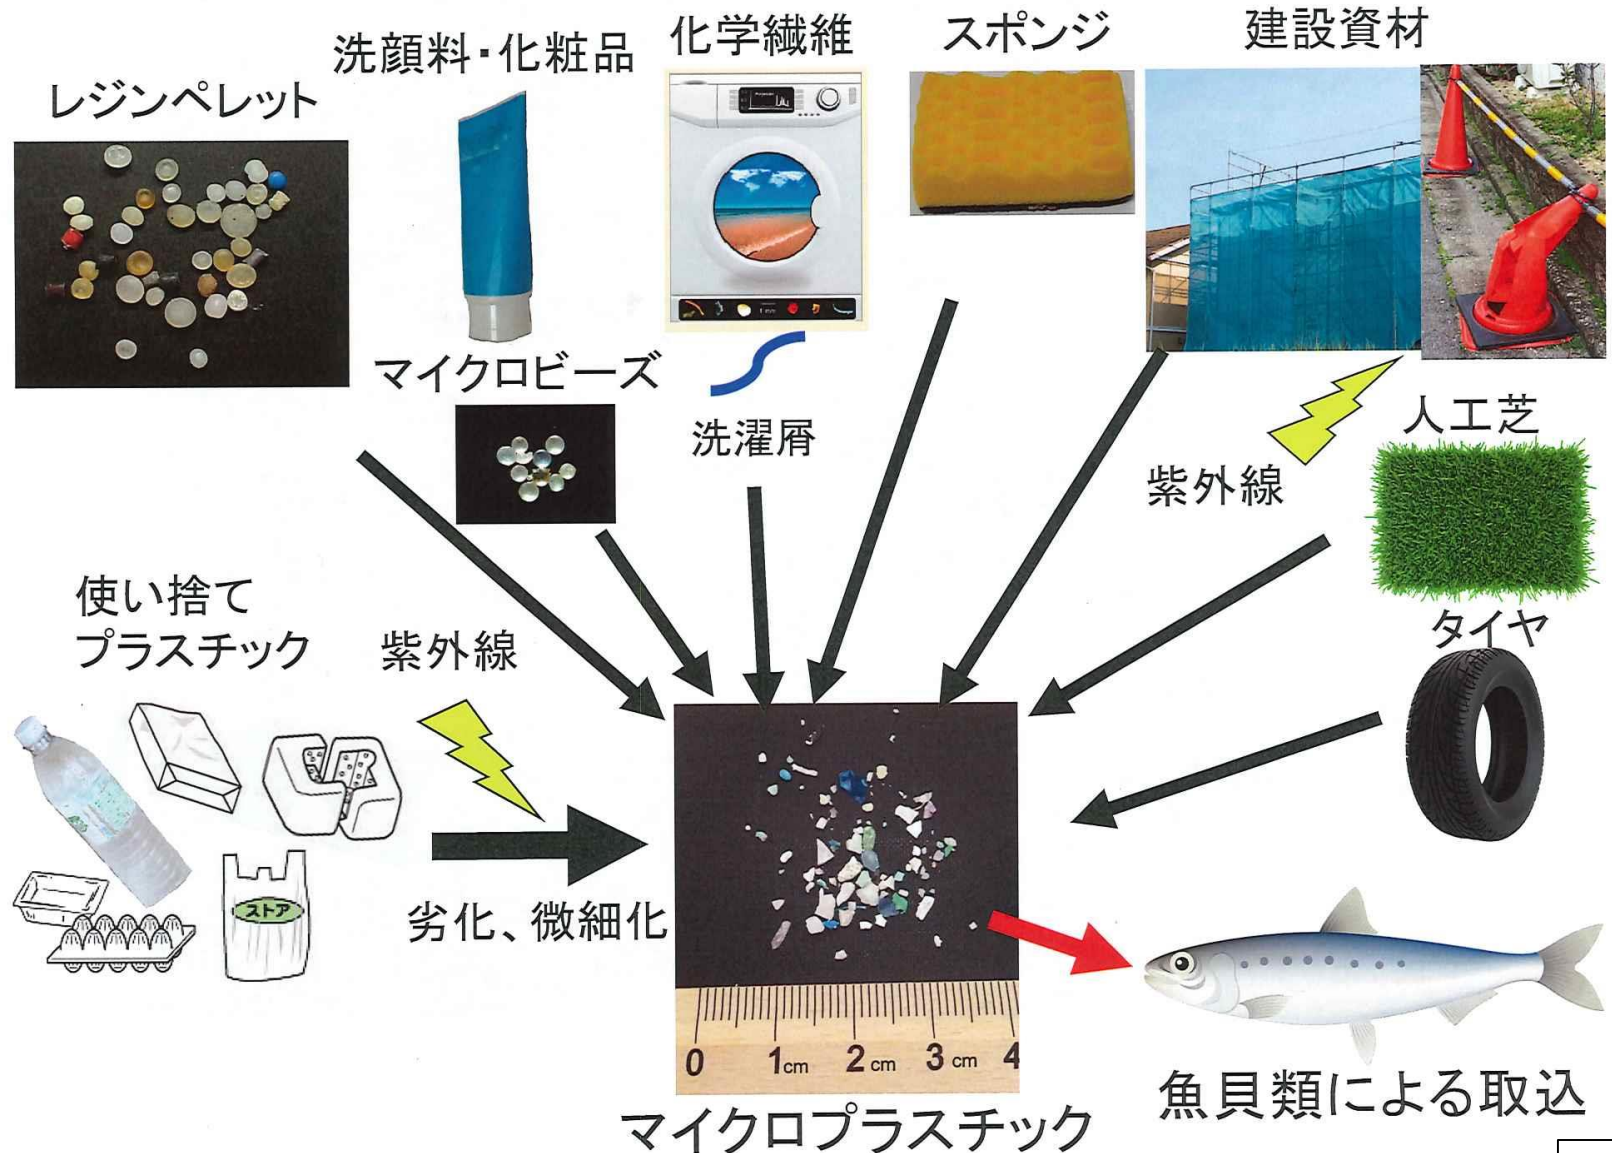 レジンペレット
洗顔料・化粧品
化学繊維
スポンジ
建設資材
マイクロビーズ
洗濯屑
紫外線
人工芝
タイヤ
使い捨て
プラスチック
紫外線
ストア
劣化、微細化
0 1cm 2 cm 3 cm 4
マイクロプラスチック
魚貝類による取込